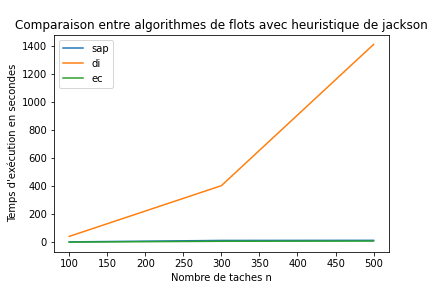 Comparaison entre algorithmes de flots avec heuristique de jackson
sap
di
ec
Temps d'exécution en secondes
1400
1200
1000
800
600
400
200
0
100 150 200 250 300 350 400 450 500
Nombre de taches n